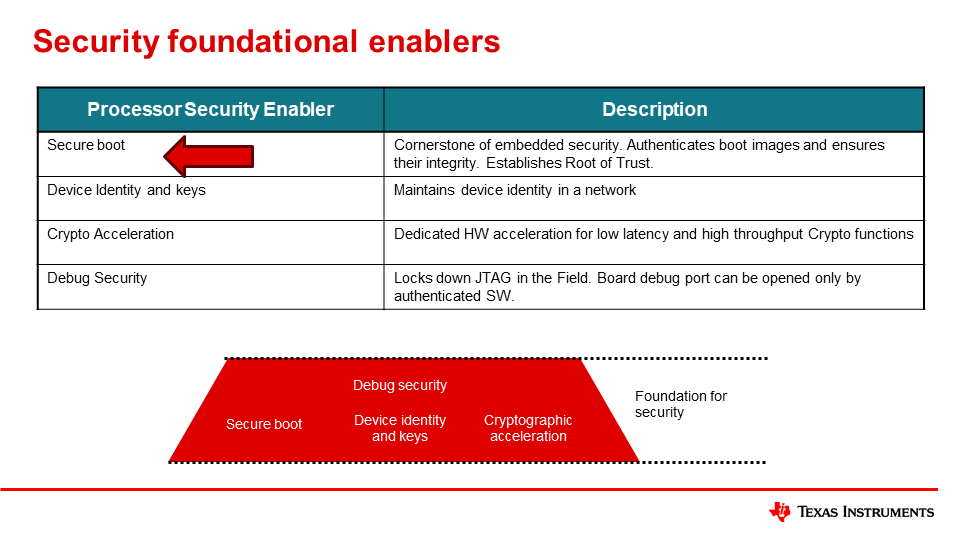 Security foundational enablers
Processor Security Enabler
Description
Secure boot
Cornerstone of embedded security. Authenticates boot images and ensures
their integrity. Establishes Root of Trust.
Device Identity and keys
Maintains device identity in a network
Crypto Acceleration
Dedicated HW acceleration for low latency and high throughput Crypto functions
Debug Security
Locks down JTAG in the Field. Board debug port can be opened only by
authenticated SW.
Debug security
Secure boot
Device identity
and keys
Cryptographic
acceleration
Foundation for
security
TEXAS INSTRUMENTS